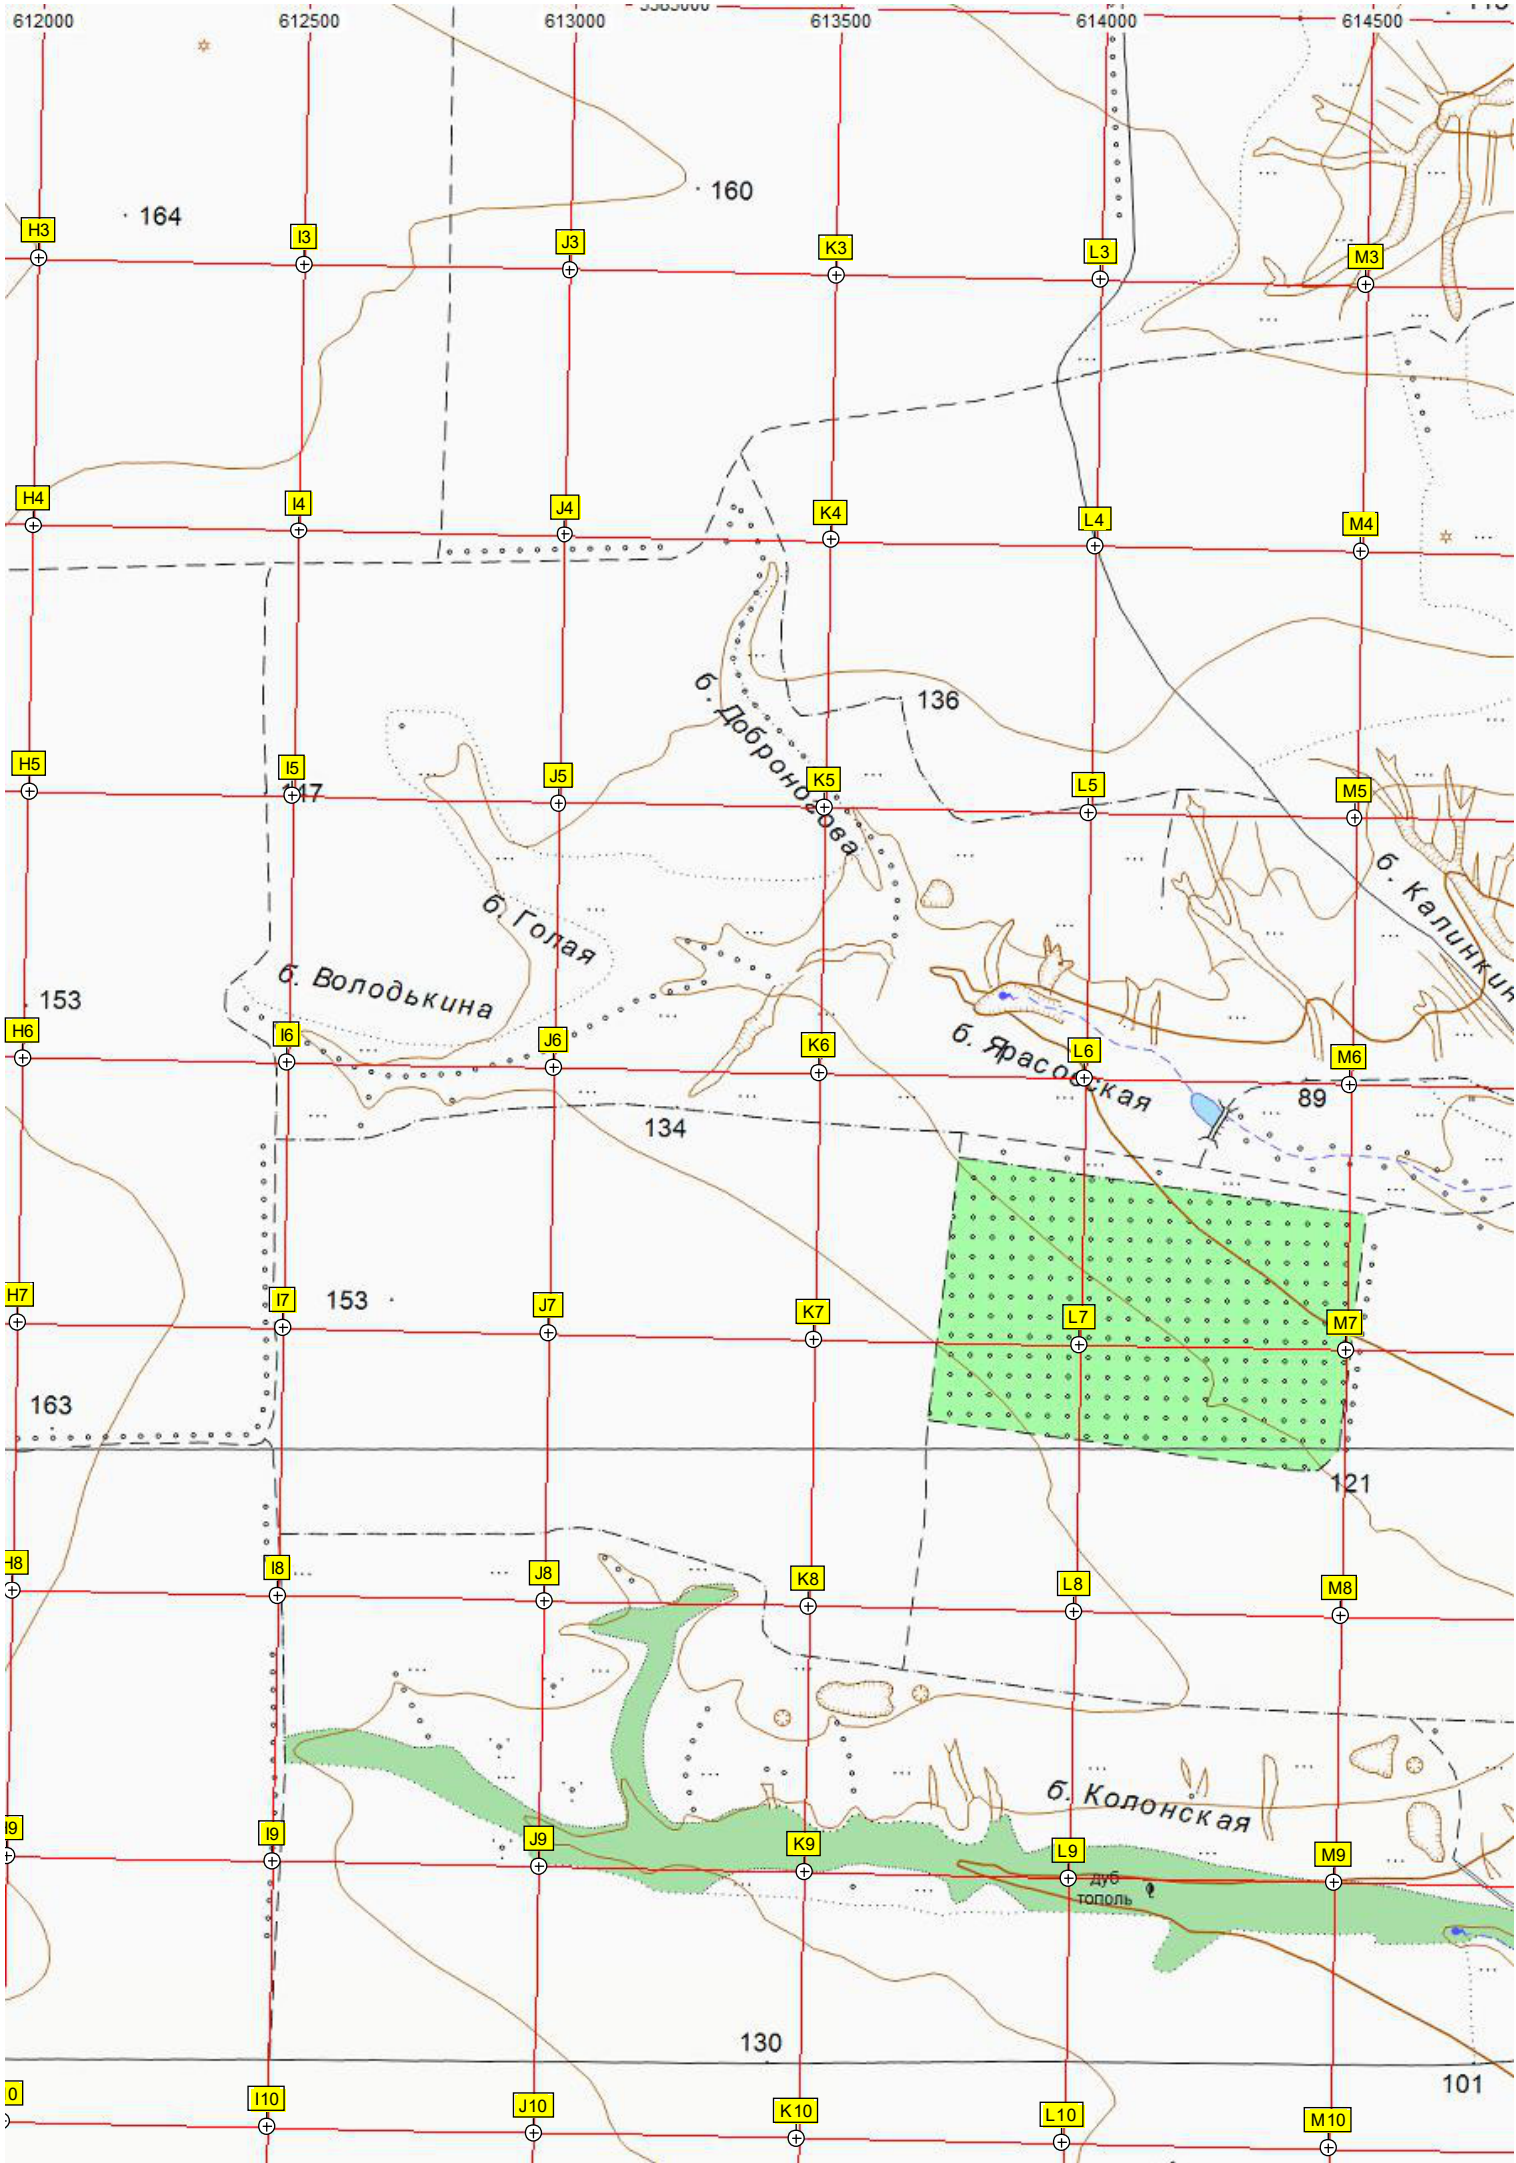 612000 612500 613000 613500 614000 614500
160
164
H3 I3 J3 K3 L3 M3
H4 I4 J4 K4 L4 M4
б. Доброногова
136
H5 I5 J5 K5 L5 M5
147
б. Калинкин
б. Голая
б. Володькина
153
H6 I6 J6 K6 L6 M6
б. Ярасовская
89
134
H7 I7 J7 K7 L7 M7
153
163
121
H8 I8 J8 K8 L8 M8
б. Колонская
I9 J9 K9 L9 M9
дуб
тополь
130
101
I10 J10 K10 L10 M10